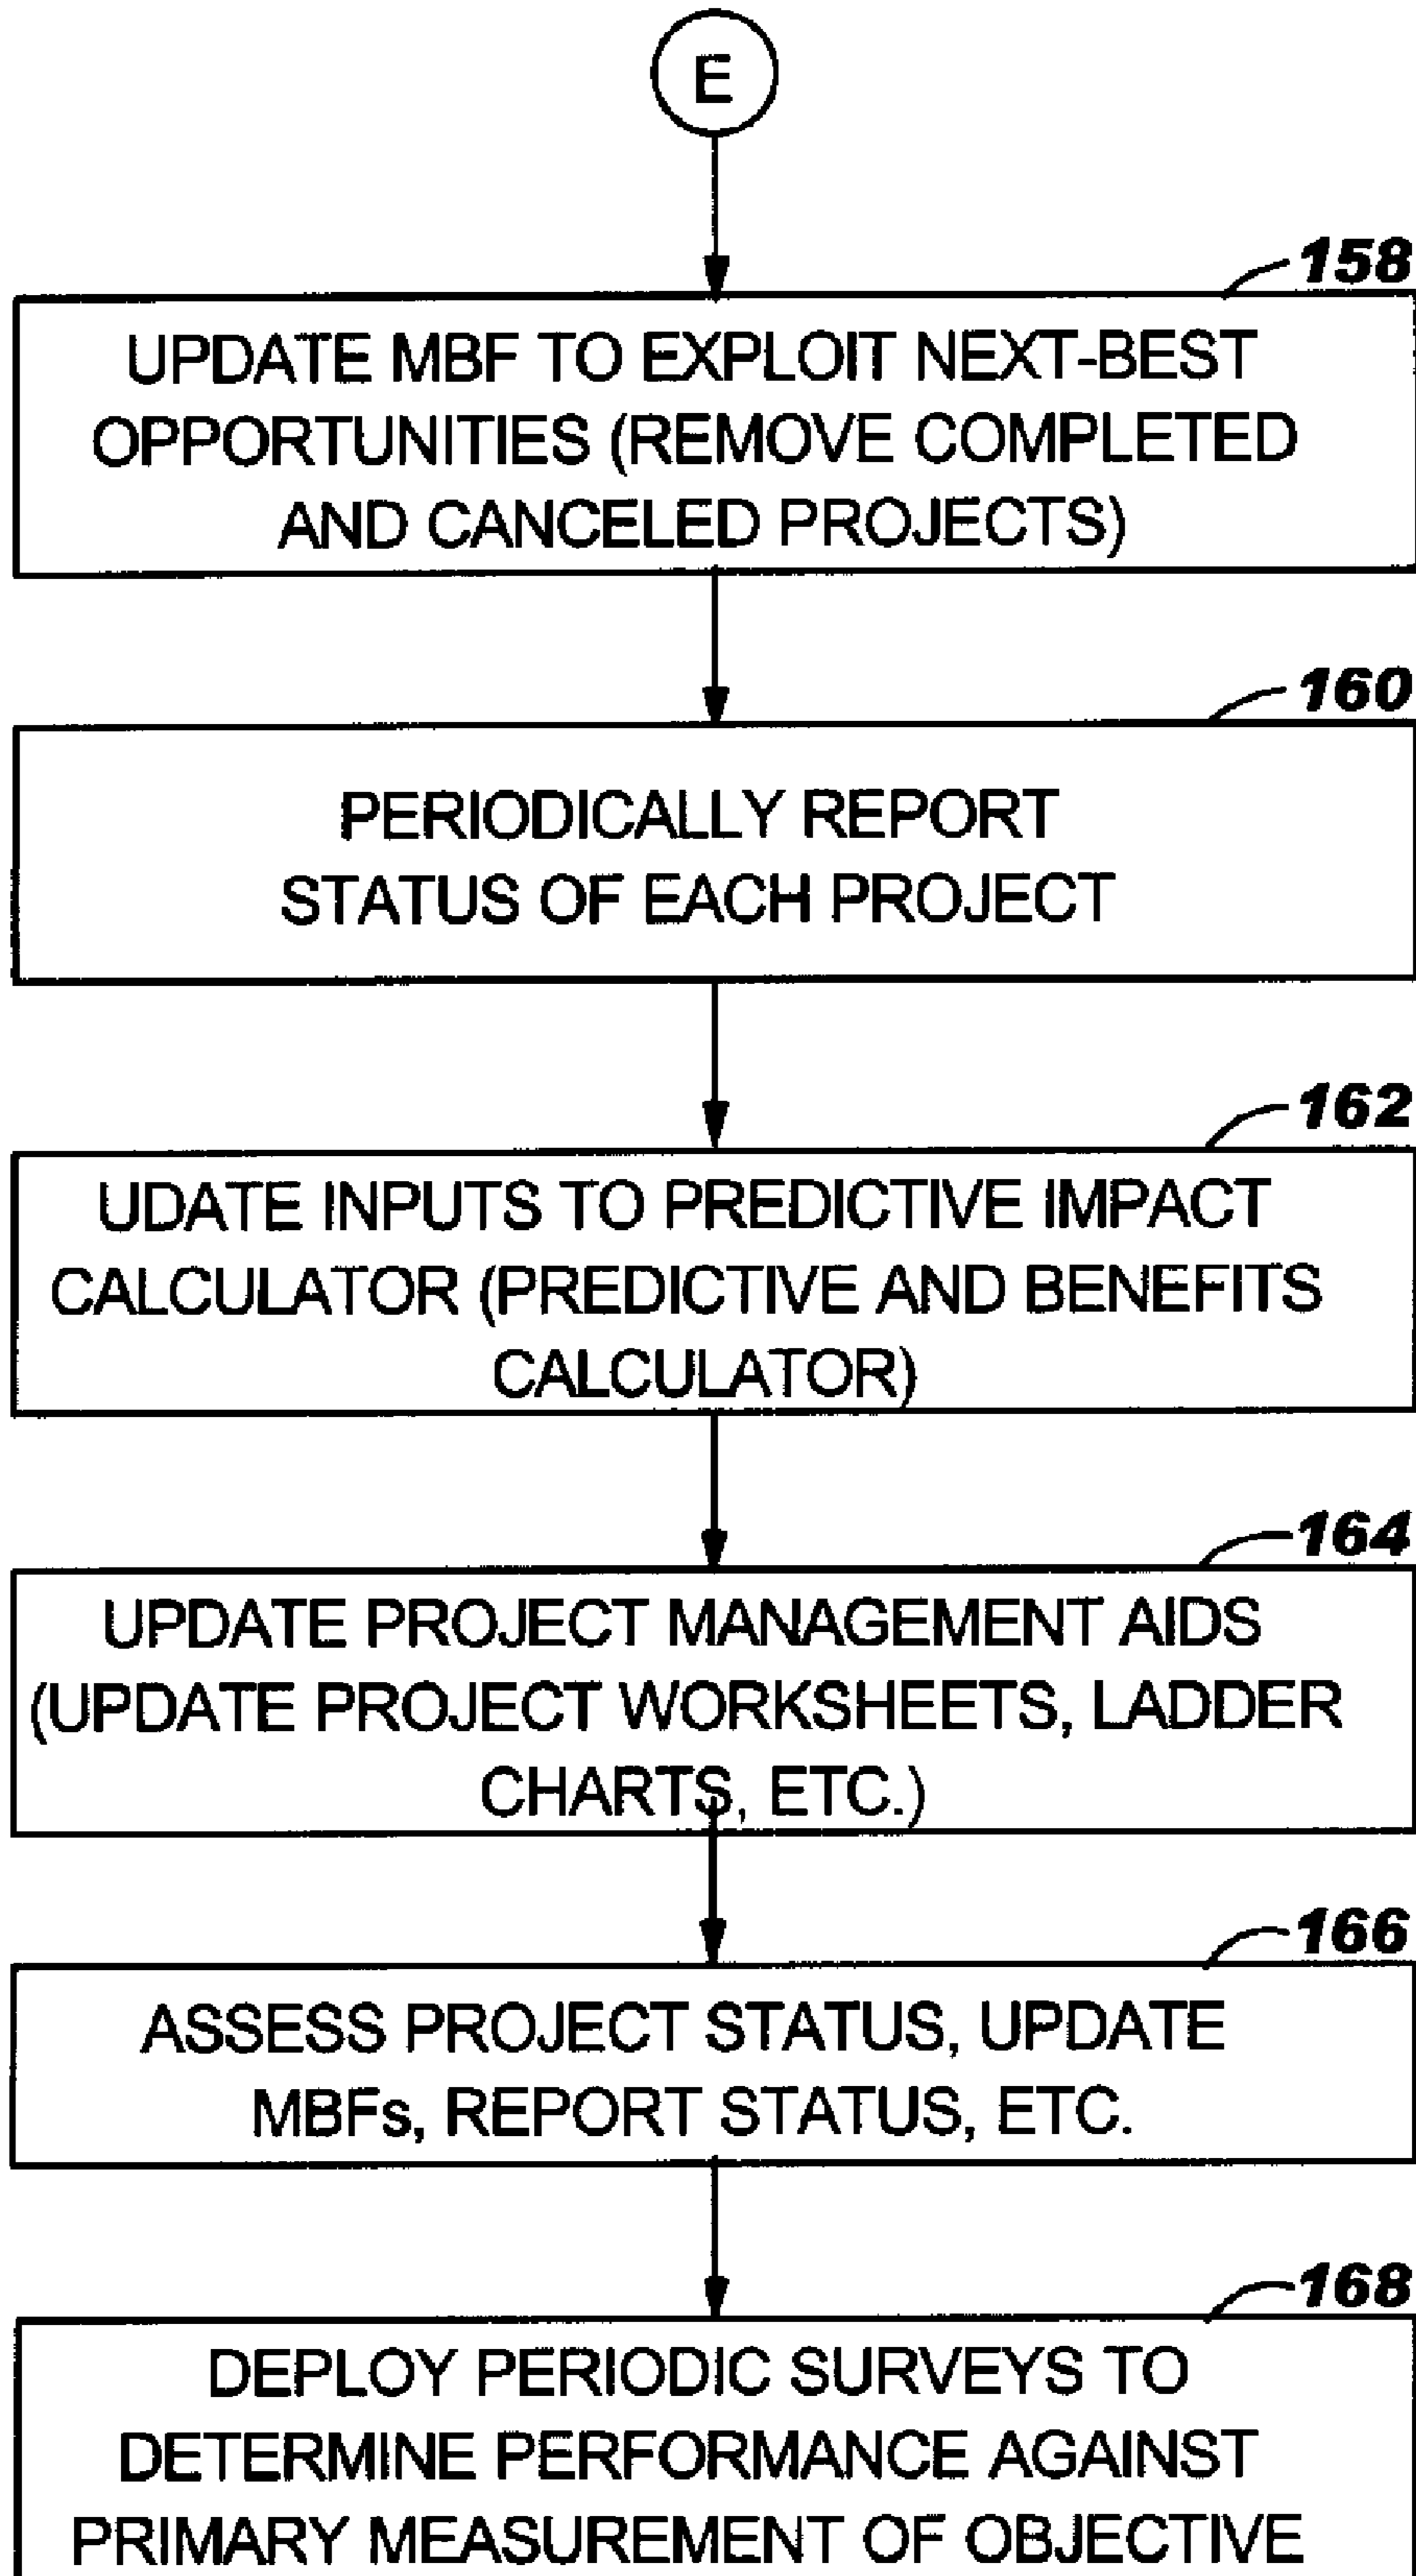 E
158
UPDATE MBF TO EXPLOIT NEXT-BEST
OPPORTUNITIES (REMOVE COMPLETED
AND CANCELED PROJECTS)
160
PERIODICALLY REPORT
STATUS OF EACH PROJECT
162
UDATE INPUTS TO PREDICTIVE IMPACT
CALCULATOR (PREDICTIVE AND BENEFITS
CALCULATOR)
164
UPDATE PROJECT MANAGEMENT AIDS
(UPDATE PROJECT WORKSHEETS, LADDER
CHARTS, ETC.)
166
ASSESS PROJECT STATUS, UPDATE
MBFs, REPORT STATUS, ETC.
168
DEPLOY PERIODIC SURVEYS TO
DETERMINE PERFORMANCE AGAINST
PRIMARY MEASUREMENT OF OBJECTIVE